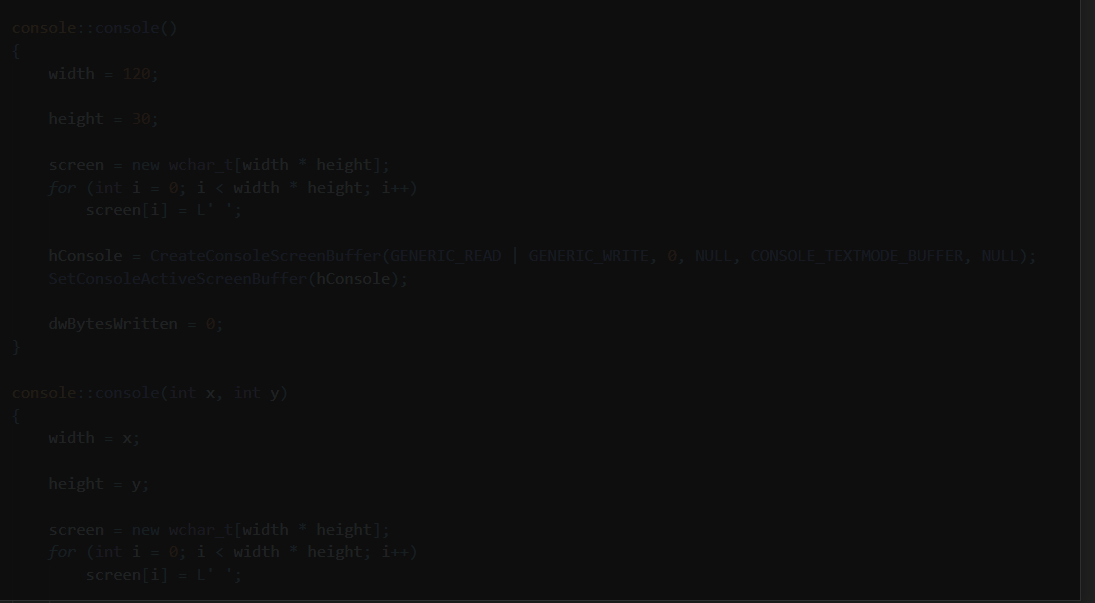 console::console()
{
    width = 120;
    height = 30;
    screen = new wchar_t[width * height];
    for (int i = 0; i < width * height; i++)
        screen[i] = L' ';
    hConsole = CreateConsoleScreenBuffer(GENERIC_READ | GENERIC_WRITE, 0, NULL, CONSOLE_TEXTMODE_BUFFER, NULL);
    SetConsoleActiveScreenBuffer(hConsole);
    dwBytesWritten = 0;
}
console::console(int x, int y)
{
    width = x;
    height = y;
    screen = new wchar_t[width * height];
    for (int i = 0; i < width * height; i++)
        screen[i] = L' ';